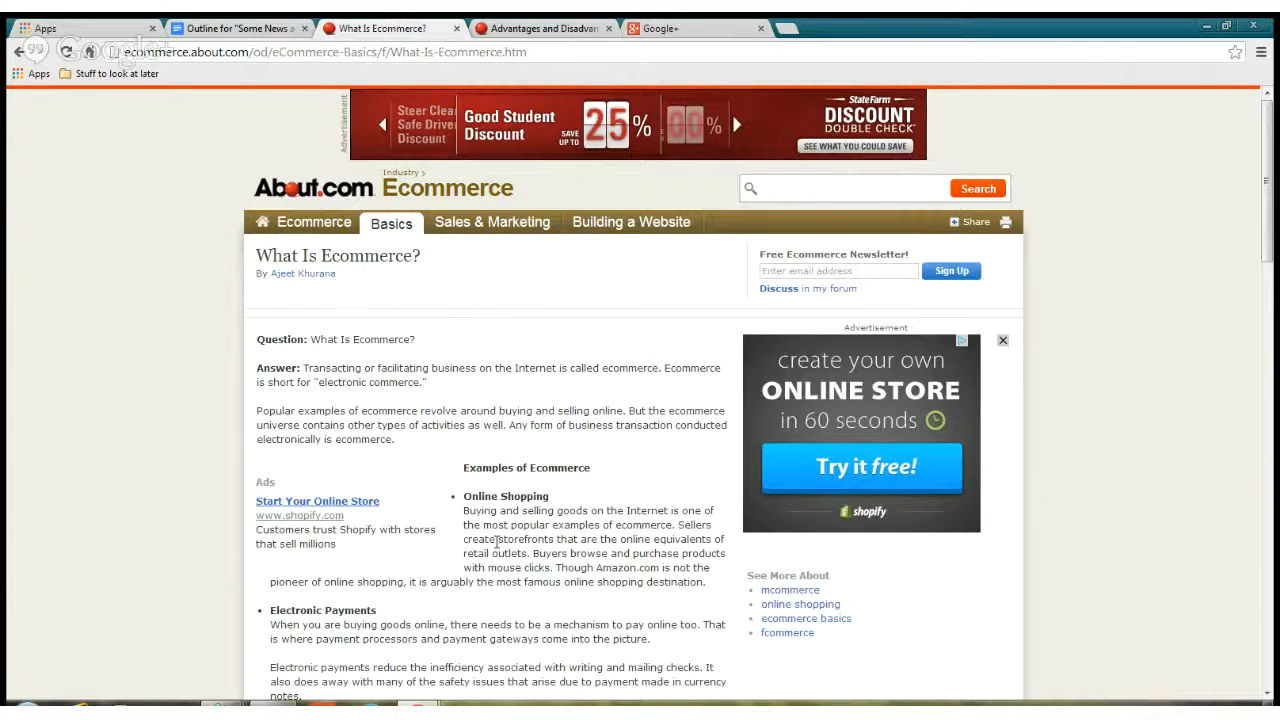 Apps
Outline for "Some News a
What Is Ecommerce?
Advantages and Disadvan
Google+
ecommerce.about.com/od/eCommerce-Basics/f/What-Is-Ecommerce.htm
Apps
Stuff to look at later
Advertisement
Steer Clea
Safe Driver
Discount
Good Student
Discount
SAVE
UP TO
25%
00%
StateFarm
DISCOUNT
DOUBLE CHECK
SEE WHAT YOU COULD SAVE
Industry >
About.com Ecommerce
Search
Ecommerce
Basics
Sales & Marketing
Building a Website
Share
What Is Ecommerce?
By Ajeet Khurana
Free Ecommerce Newsletter!
Enter email address
Sign Up
Discuss in my forum
Advertisement
Question: What Is Ecommerce?
Answer: Transacting or facilitating business on the Internet is called ecommerce. Ecommerce
is short for "electronic commerce."
Popular examples of ecommerce revolve around buying and selling online. But the ecommerce
universe contains other types of activities as well. Any form of business transaction conducted
electronically is ecommerce.
create your own
ONLINE STORE
in 60 seconds
Try it free!
shopify
Ads
Start Your Online Store
www.shopify.com
Customers trust Shopify with stores
that sell millions
Examples of Ecommerce
• Online Shopping
Buying and selling goods on the Internet is one of
the most popular examples of ecommerce. Sellers
create storefronts that are the online equivalents of
retail outlets. Buyers browse and purchase products
with mouse clicks. Though Amazon.com is not the
pioneer of online shopping, it is arguably the most famous online shopping destination.
• Electronic Payments
When you are buying goods online, there needs to be a mechanism to pay online too. That
is where payment processors and payment gateways come into the picture.
Electronic payments reduce the inefficiency associated with writing and mailing checks. It
also does away with many of the safety issues that arise due to payment made in currency
notes.
See More About
• mcommerce
• online shopping
• ecommerce basics
• fcommerce